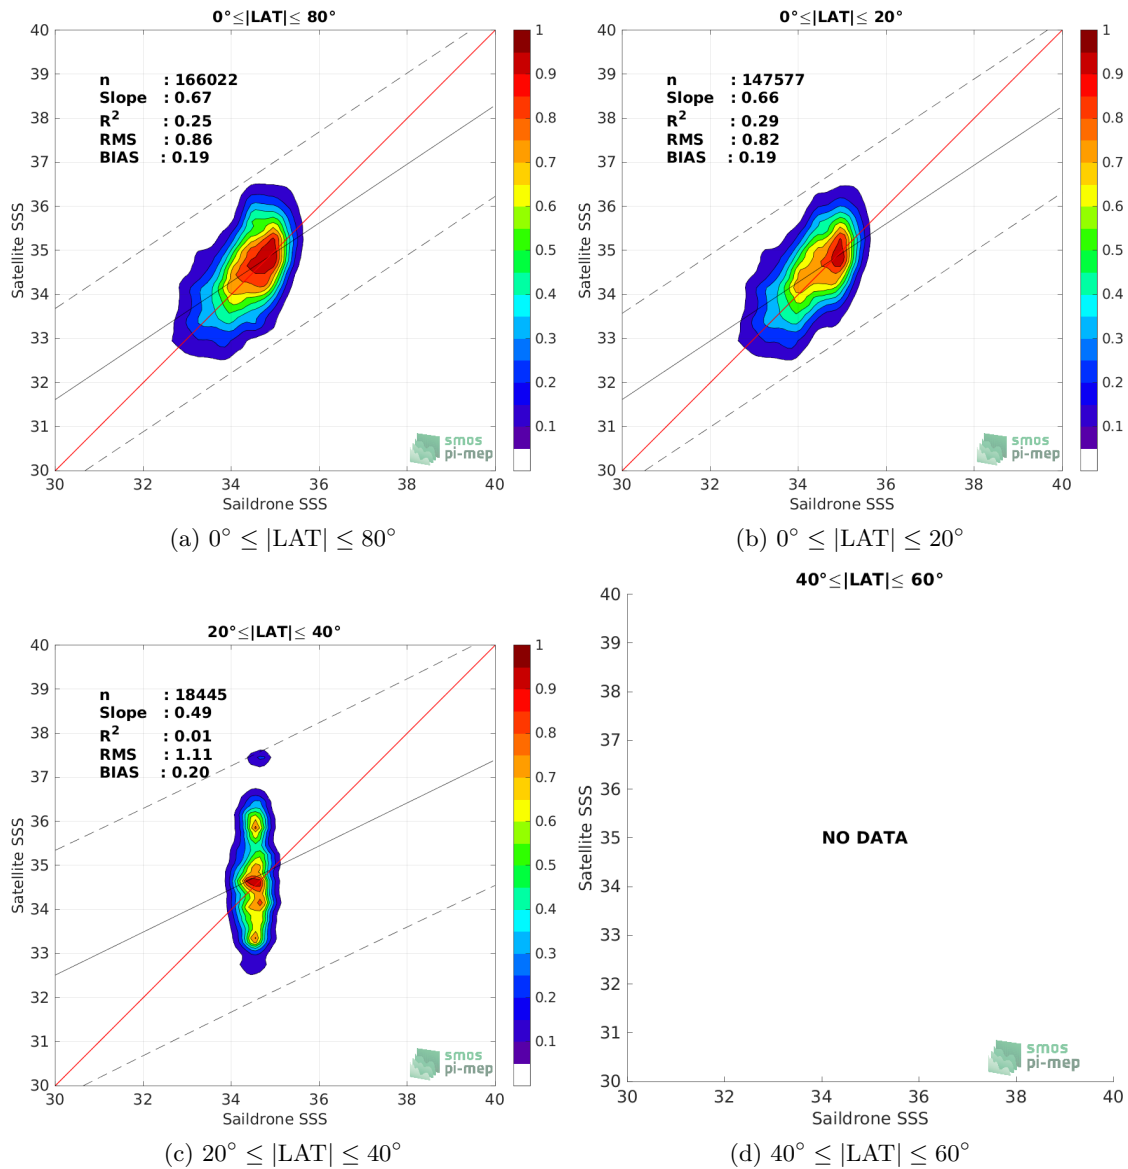 0°≤|LAT|≤ 80°
40
39
38
37
36
35
34
33
32
31
30
Satellite SSS
n : 166022
Slope : 0.67
R² : 0.25
RMS : 0.86
BIAS : 0.19
smos
pi-mep
30 32 34 36 38 40
Saildrone SSS
1
0.9
0.8
0.7
0.6
0.5
0.4
0.3
0.2
0.1
(a) 0° ≤ |LAT| ≤ 80°
0°≤|LAT|≤ 20°
40
39
38
37
36
35
34
33
32
31
30
Satellite SSS
n : 147577
Slope : 0.66
R² : 0.29
RMS : 0.82
BIAS : 0.19
smos
pi-mep
30 32 34 36 38 40
Saildrone SSS
1
0.9
0.8
0.7
0.6
0.5
0.4
0.3
0.2
0.1
(b) 0° ≤ |LAT| ≤ 20°
20°≤|LAT|≤ 40°
40
39
38
37
36
35
34
33
32
31
30
Satellite SSS
n : 18445
Slope : 0.49
R² : 0.01
RMS : 1.11
BIAS : 0.20
smos
pi-mep
30 32 34 36 38 40
Saildrone SSS
1
0.9
0.8
0.7
0.6
0.5
0.4
0.3
0.2
0.1
(c) 20° ≤ |LAT| ≤ 40°
40°≤|LAT|≤ 60°
40
39
38
37
36
35
34
33
32
31
30
Satellite SSS
NO DATA
smos
pi-mep
30 32 34 36 38 40
Saildrone SSS
(d) 40° ≤ |LAT| ≤ 60°